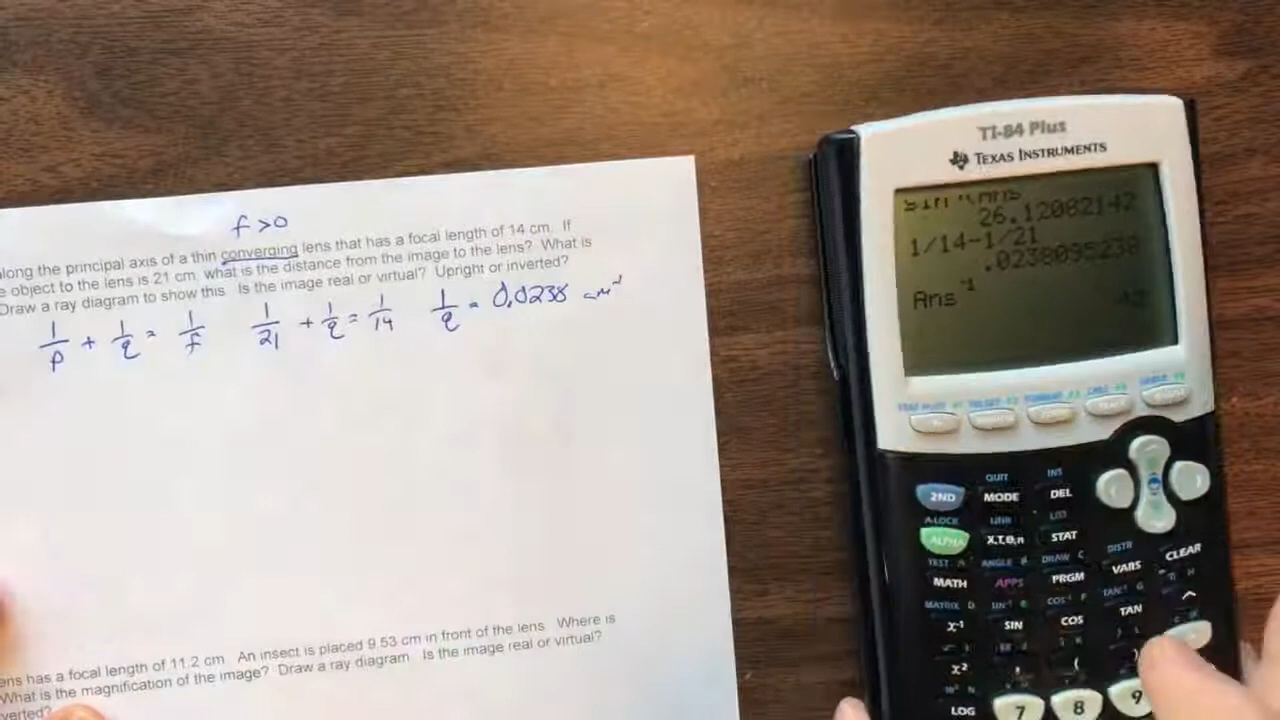 f >0
along the principal axis of a thin converging lens that has a focal length of 14 cm. If
e object to the lens is 21 cm, what is the distance from the image to the lens? What is
Draw a ray diagram to show this Is the image real or virtual? Upright or inverted?
1/p + 1/q = 1/f 1/21 + 1/q = 1/14 1/q = 0.0238 cm⁻¹
ens has a focal length of 11.2 cm An insect is placed 9.53 cm in front of the lens Where is
What is the magnification of the image? Draw a ray diagram Is the image real or virtual?
verted?
TI-84 Plus
TEXAS INSTRUMENTS
26.12082142
1/14-1/21
.0238095238
Ans⁻¹
42
QUIT INS
2ND MODE DEL
A-LOCK LINK LIST
ALPHA X,T,θ,n STAT
TEST A ANGLE B DRAW C DISTR
MATH APPS PRGM VARS CLEAR
MATRIX D SIN⁻¹ E COS⁻¹ F TAN⁻¹ G
x⁻¹ SIN COS TAN ^
x² , ( )
LOG 7 8 9